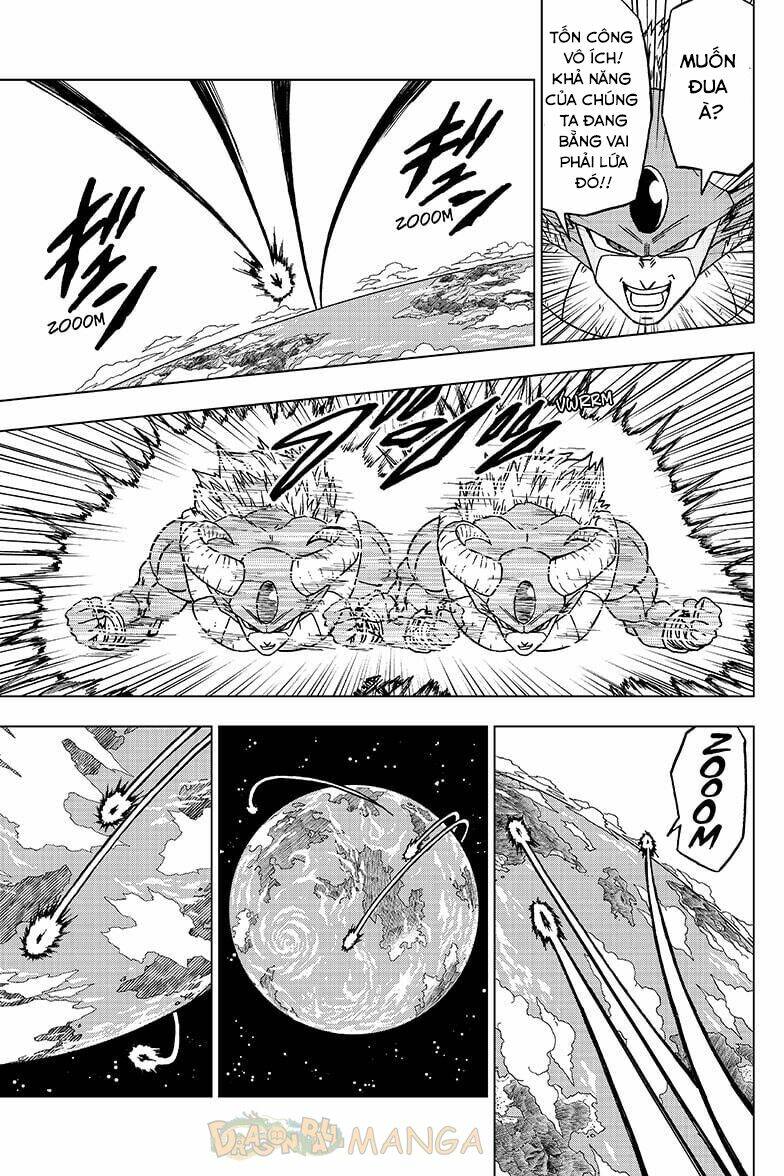 MUỐN
ĐUA
À?
TỐN CÔNG
VÔ ÍCH!
KHẢ NĂNG
CỦA CHÚNG
TA ĐANG
BẰNG VAI
PHẢI LỨA
ĐÓ!!
ZOOOM
ZOOOM
VWRRM
ZOOOM
DRAGON BALL MANGA